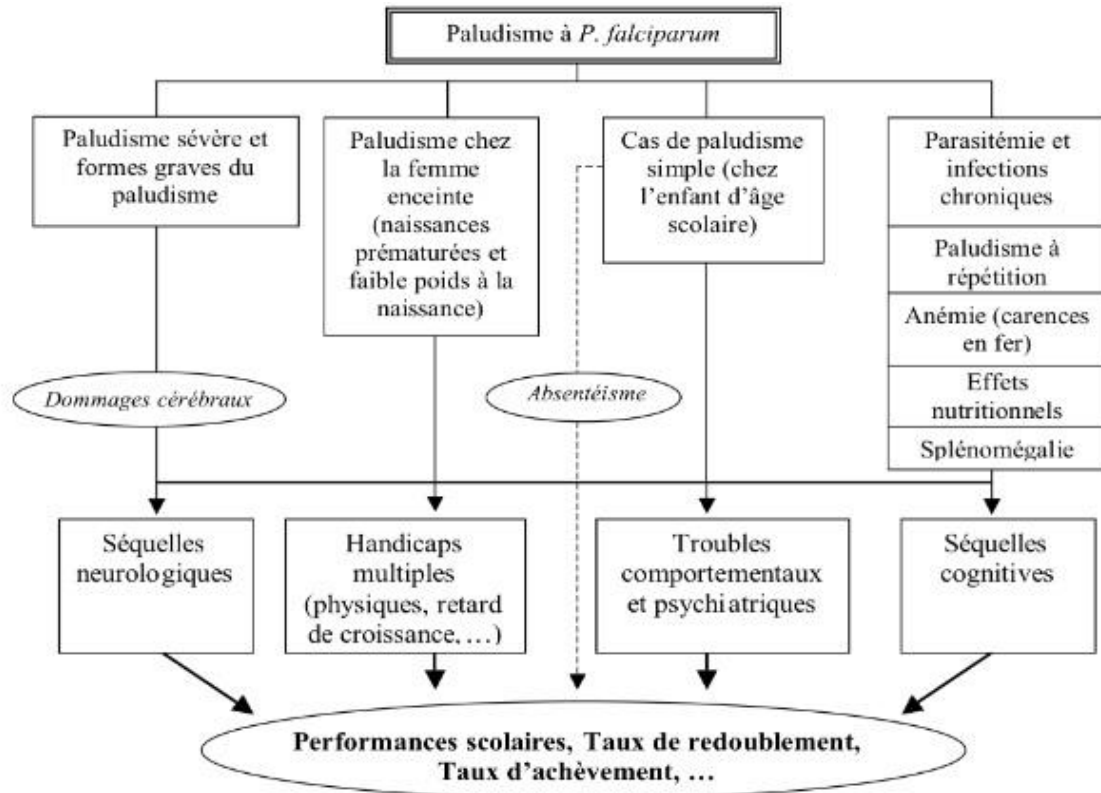 Paludisme à P. falciparum
Paludisme sévère et
formes graves du
paludisme
Paludisme chez
la femme
enceinte
(naissances
prématurées et
faible poids à la
naissance)
Cas de paludisme
simple (chez
l'enfant d'âge
scolaire)
Parasitémie et
infections
chroniques
Paludisme à
répétition
Anémie (carences
en fer)
Effets
nutritionnels
Splénomégalie
Dommages cérébraux
Absentéisme
Séquelles
neurologiques
Handicaps
multiples
(physiques, retard
de croissance, …)
Troubles
comportementaux
et psychiatriques
Séquelles
cognitives
Performances scolaires, Taux de redoublement,
Taux d'achèvement, …